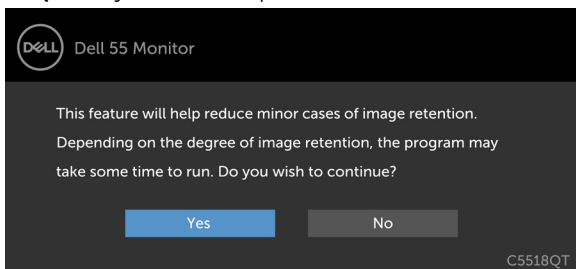 DELL
Dell 55 Monitor
This feature will help reduce minor cases of image retention.
Depending on the degree of image retention, the program may
take some time to run. Do you wish to continue?
Yes
No
C5518QT